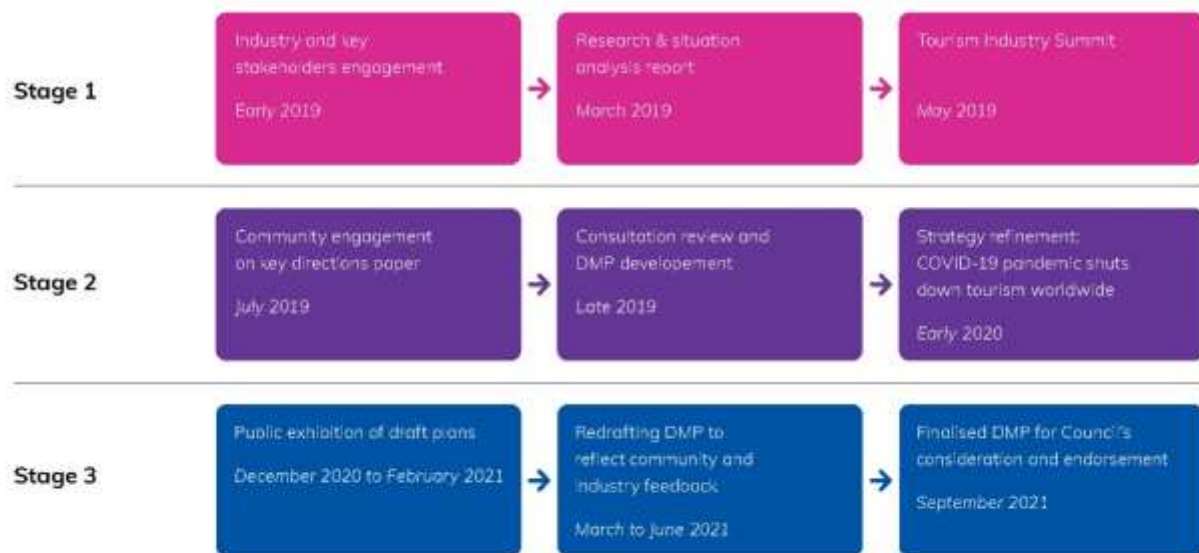 Stage 1
Industry and key
stakeholders engagement
Early 2019
Research & situation
analysis report
March 2019
Tourism Industry Summit
May 2019
Stage 2
Community engagement
on key directions paper
July 2019
Consultation review and
DMP developement
Late 2019
Strategy refinement;
COVID-19 pandemic shuts
down tourism worldwide
Early 2020
Stage 3
Public exhibition of draft plans
December 2020 to February 2021
Redrafting DMP to
reflect community and
industry feedback
March to June 2021
Finalised DMP for Council's
consideration and endorsement
September 2021